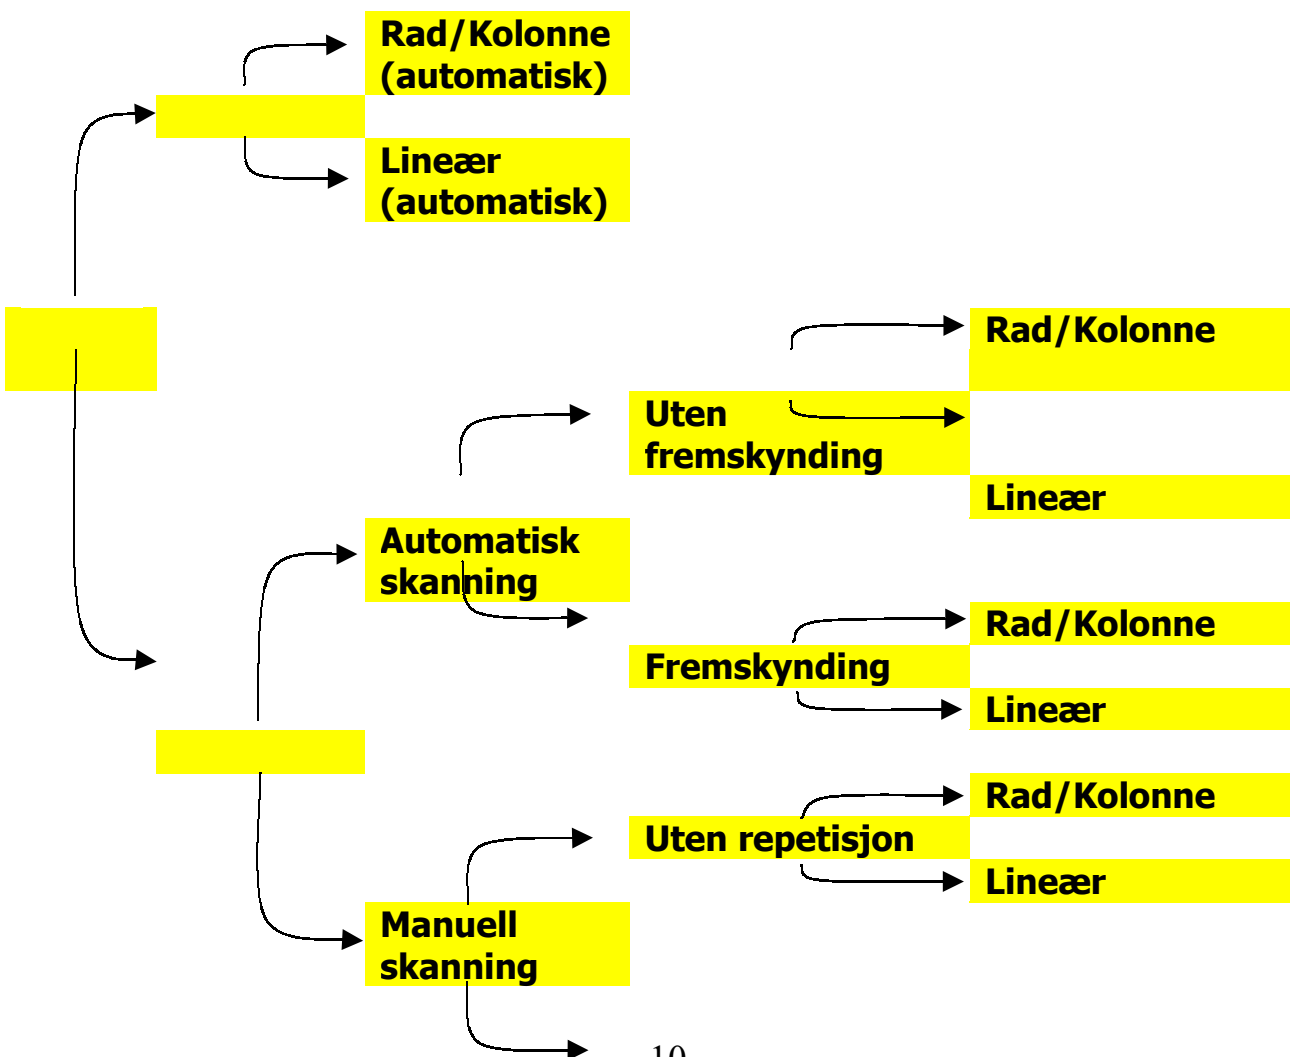 Rad/Kolonne
(automatisk)
Lineær
(automatisk)
Rad/Kolonne
Uten
fremskynding
Lineær
Automatisk
skanning
Rad/Kolonne
Fremskynding
Lineær
Rad/Kolonne
Uten repetisjon
Lineær
Manuell
skanning
10